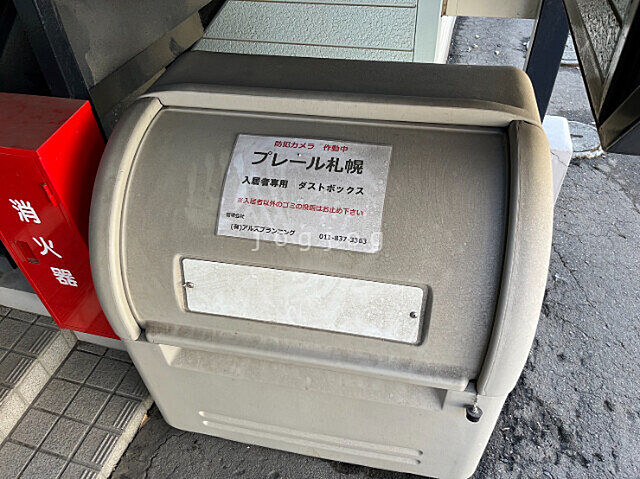 防犯カメラ 作動中
プレール札幌
入居者専用 ダストボックス
※入居者以外のゴミの投函はお止め下さい
管理会社
(有)アルスプランニング 011-837-3363
消火器